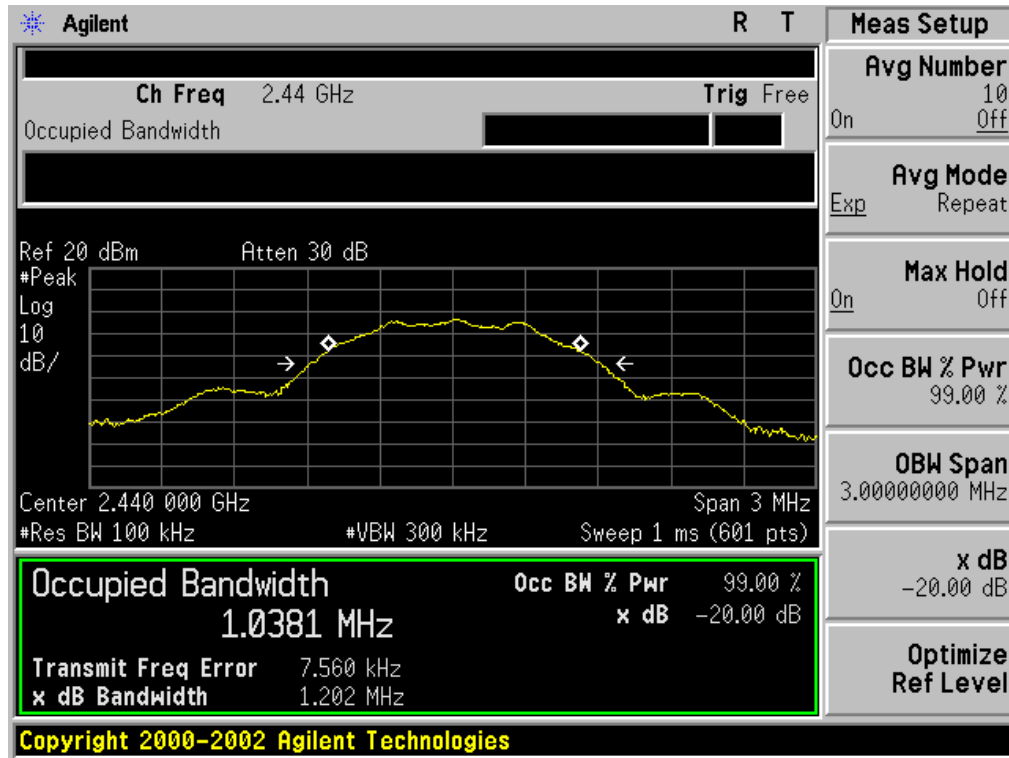 Agilent R T
Ch Freq 2.44 GHz Trig Free
Occupied Bandwidth
Ref 20 dBm Atten 30 dB
#Peak
Log
10
dB/
Center 2.440 000 GHz Span 3 MHz
#Res BW 100 kHz #VBW 300 kHz Sweep 1 ms (601 pts)
Occupied Bandwidth Occ BW % Pwr 99.00 %
1.0381 MHz x dB -20.00 dB
Transmit Freq Error 7.560 kHz
x dB Bandwidth 1.202 MHz
Copyright 2000-2002 Agilent Technologies
Meas Setup
Avg Number
10
On Off
Avg Mode
Exp Repeat
Max Hold
On Off
Occ BW % Pwr
99.00 %
OBW Span
3.00000000 MHz
x dB
-20.00 dB
Optimize
Ref Level